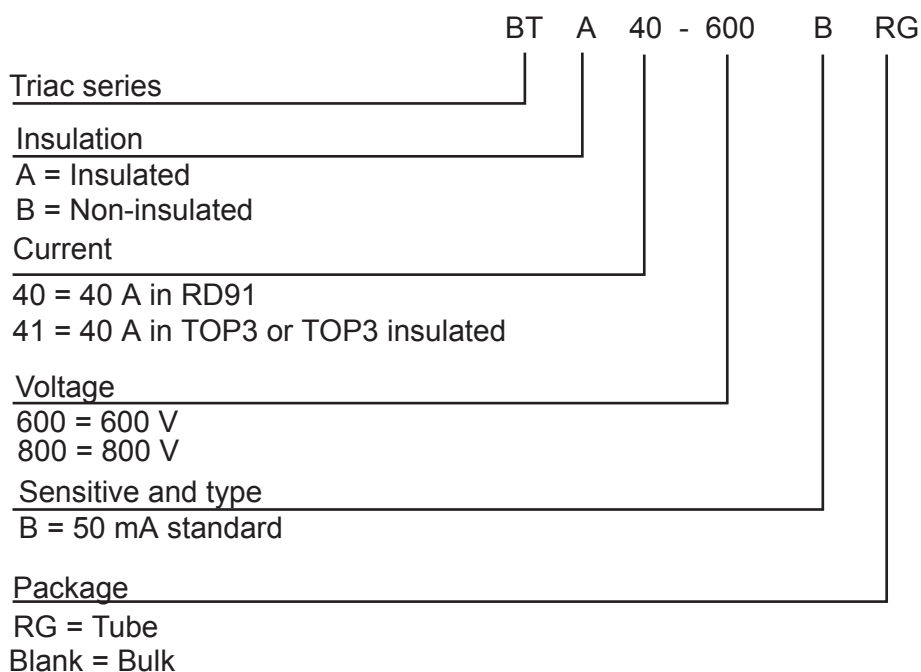 BT A 40 - 600 B RG
Triac series
Insulation
A = Insulated
B = Non-insulated
Current
40 = 40 A in RD91
41 = 40 A in TOP3 or TOP3 insulated
Voltage
600 = 600 V
800 = 800 V
Sensitive and type
B = 50 mA standard
Package
RG = Tube
Blank = Bulk